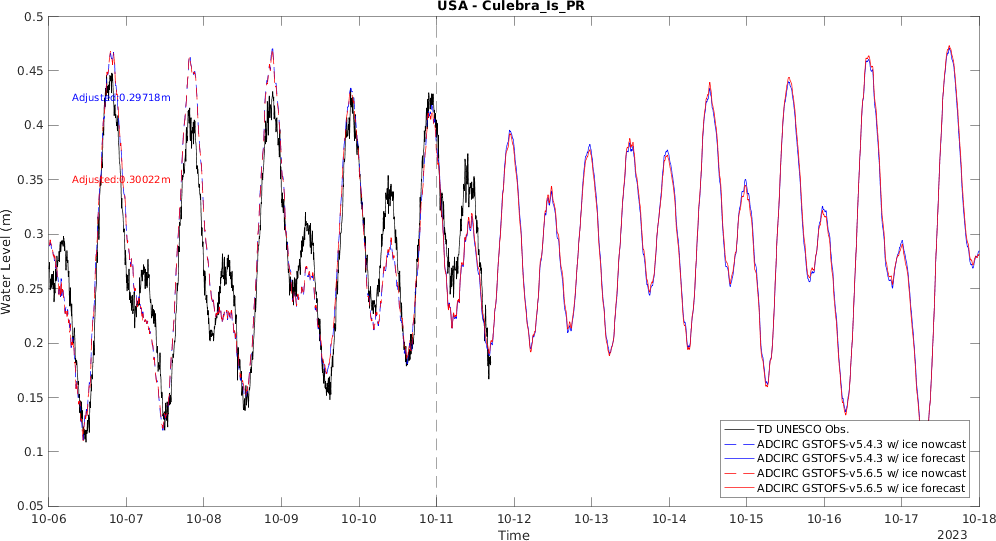 USA - Culebra_Is_PR
0.5
0.45
0.4
0.35
0.3
0.25
0.2
0.15
0.1
0.05
Water Level (m)
Adjusted:0.29718m
Adjusted:0.30022m
TD UNESCO Obs.
ADCIRC GSTOFS-v5.4.3 w/ ice nowcast
ADCIRC GSTOFS-v5.4.3 w/ ice forecast
ADCIRC GSTOFS-v5.6.5 w/ ice nowcast
ADCIRC GSTOFS-v5.6.5 w/ ice forecast
10-06 10-07 10-08 10-09 10-10 10-11 10-12 10-13 10-14 10-15 10-16 10-17 10-18
Time
2023